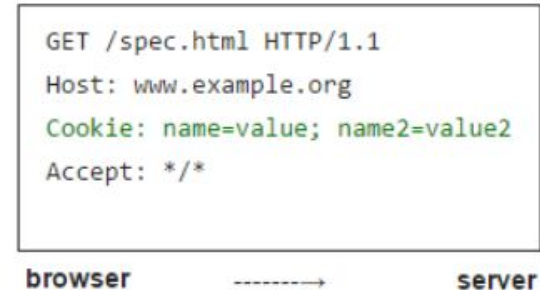 GET /spec.html HTTP/1.1
Host: www.example.org
Cookie: name=value; name2=value2
Accept: */*
browser --------→ server